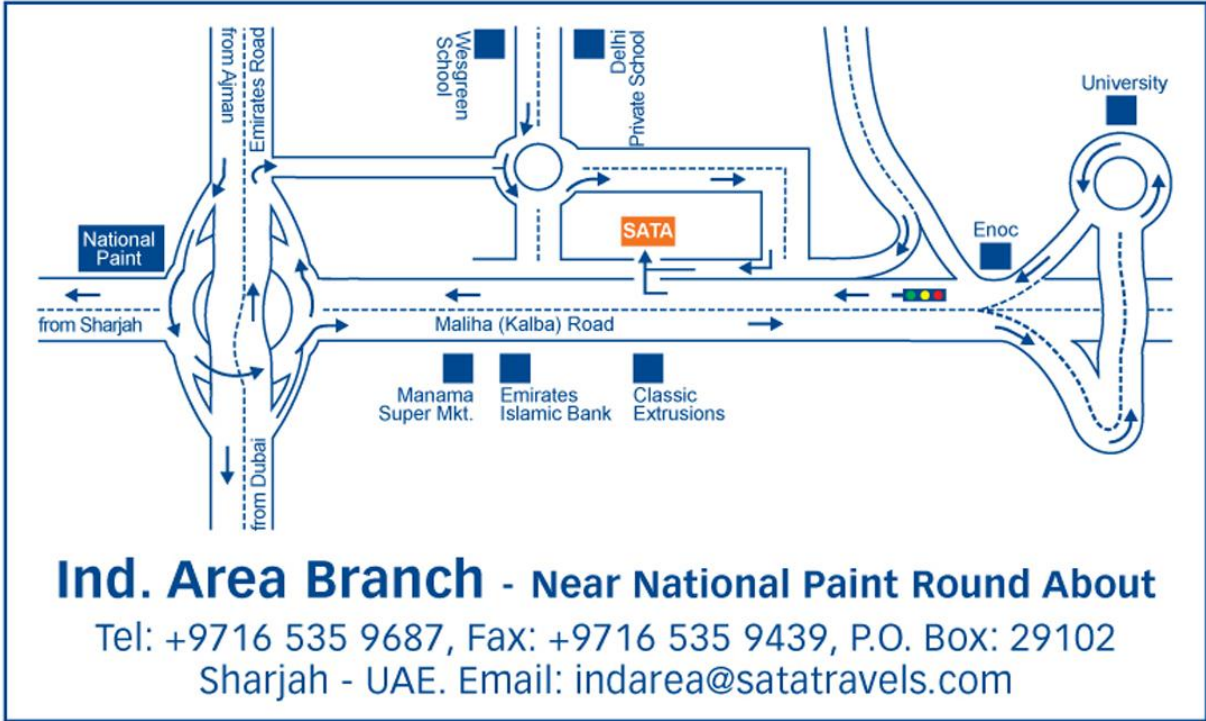 from Ajman
Emirates Road
Wesgreen
School
Delhi
Private School
University
National
Paint
SATA
Enoc
from Sharjah
Maliha (Kalba) Road
Manama
Super Mkt.
Emirates
Islamic Bank
Classic
Extrusions
from Dubai
Ind. Area Branch - Near National Paint Round About
Tel: +9716 535 9687, Fax: +9716 535 9439, P.O. Box: 29102
Sharjah - UAE. Email: indarea@satatravels.com